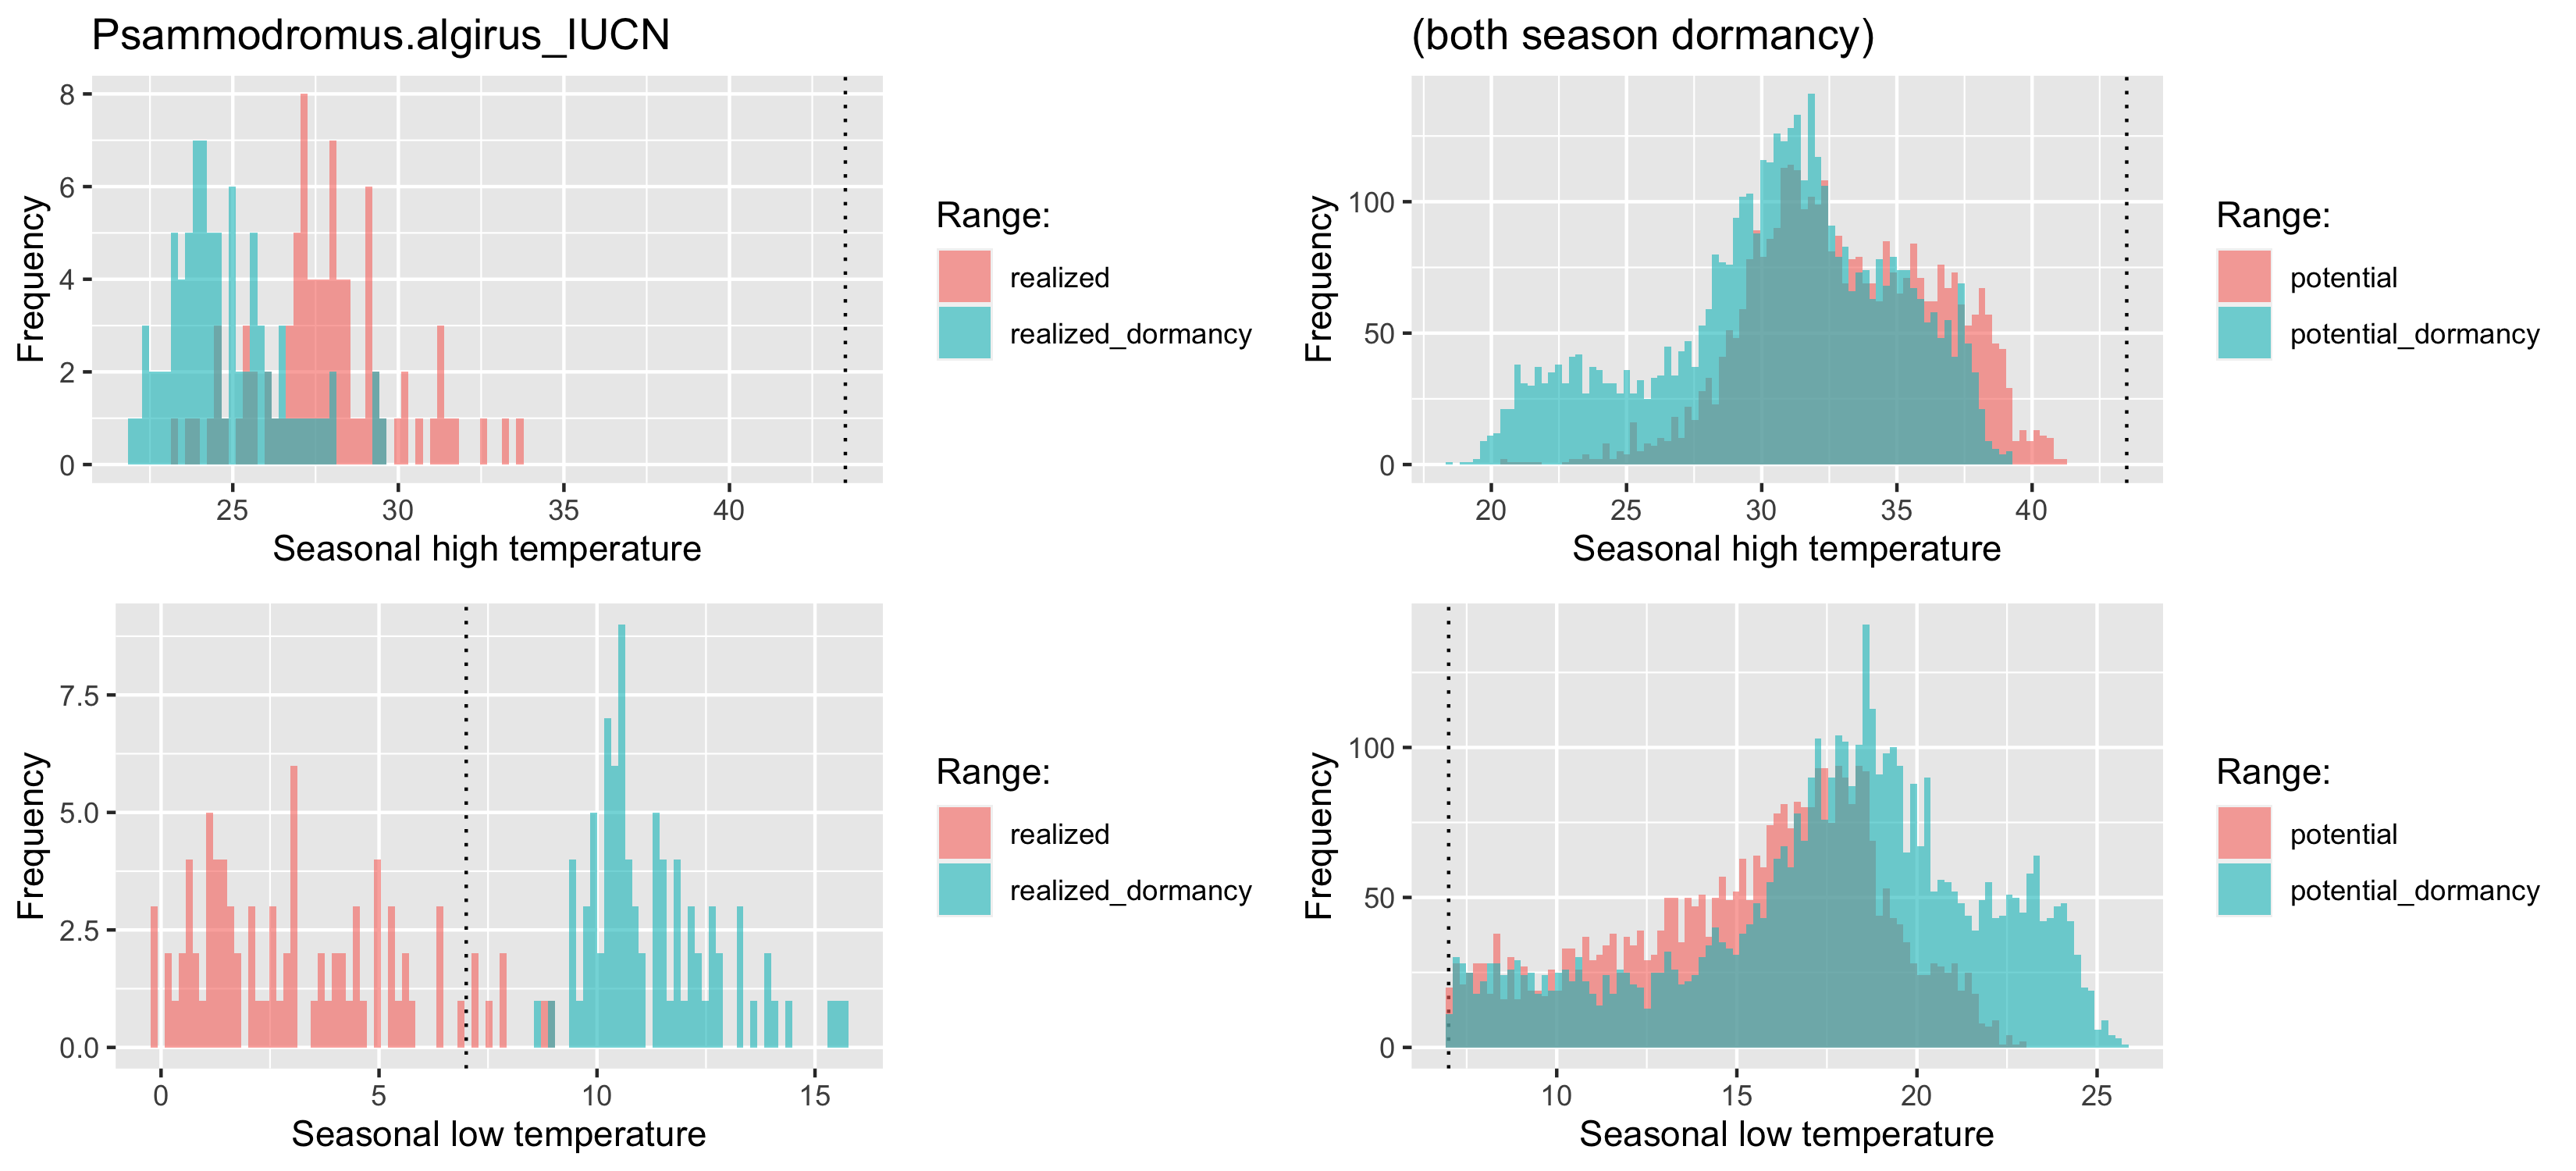 Psammodromus.algirus_IUCN
8
6
4
2
0
Frequency
25 30 35 40
Seasonal high temperature
Range:
realized
realized_dormancy
(both season dormancy)
100
50
0
Frequency
20 25 30 35 40
Seasonal high temperature
Range:
potential
potential_dormancy
7.5
5.0
2.5
0.0
Frequency
0 5 10 15
Seasonal low temperature
Range:
realized
realized_dormancy
100
50
0
Frequency
10 15 20 25
Seasonal low temperature
Range:
potential
potential_dormancy